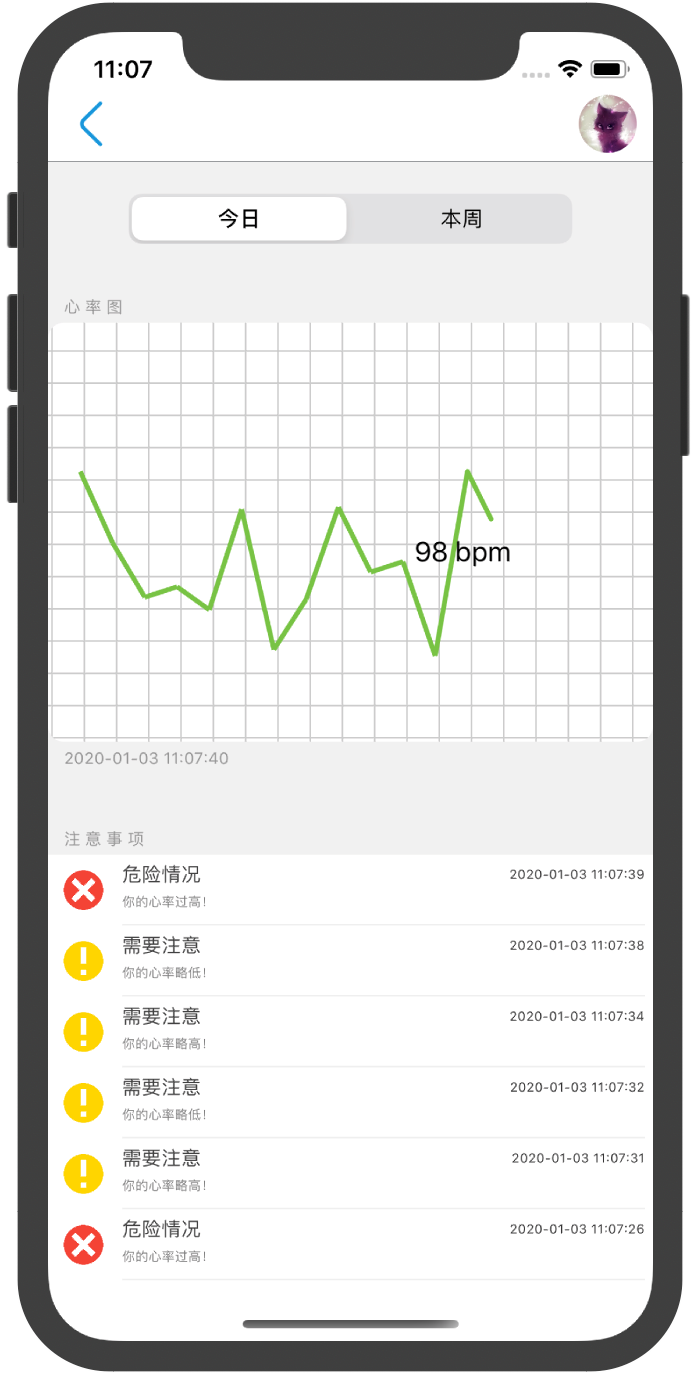 11:07
今日
本周
心率图
98 bpm
2020-01-03 11:07:40
注意事项
危险情况
2020-01-03 11:07:39
你的心率过高!
需要注意
2020-01-03 11:07:38
你的心率略低!
需要注意
2020-01-03 11:07:34
你的心率略高!
需要注意
2020-01-03 11:07:32
你的心率略低!
需要注意
2020-01-03 11:07:31
你的心率略高!
危险情况
2020-01-03 11:07:26
你的心率过高!